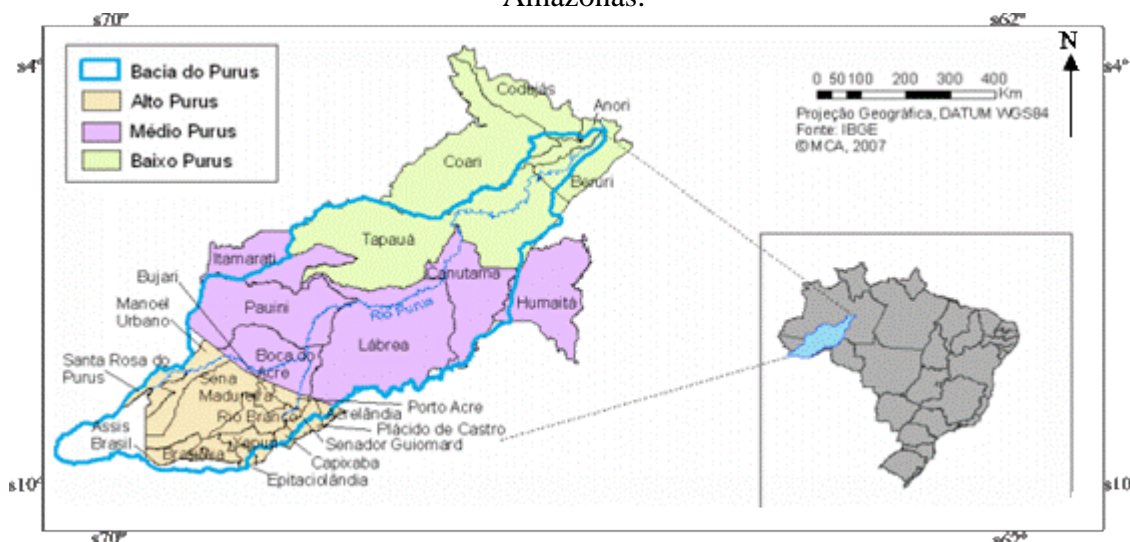 Amazonas.
s70°
s62°
s4°
s4°
Bacia do Purus
Alto Purus
Médio Purus
Baixo Purus
N
0 50 100 200 300 400
Km
Projeção Geográfica, DATUM WGS84
Fonte: IBGE
©MCA, 2007
Codejás
Anori
Coari
Beruri
Tapauá
Itamarati
Bujari
Canutama
Manoel
Urbano
Pauini
Rio Purus
Humaitá
Santa Rosa do
Purus
Boca do
Acre
Lábrea
Sena
Madureira
Porto Acre
Rio Branco
Acrelândia
Assis
Brasil
Plácido de Castro
Senador Guiomard
Xapuri
Brasiléia
Capixaba
Epitaciolândia
s10°
s10
s70°
s62°